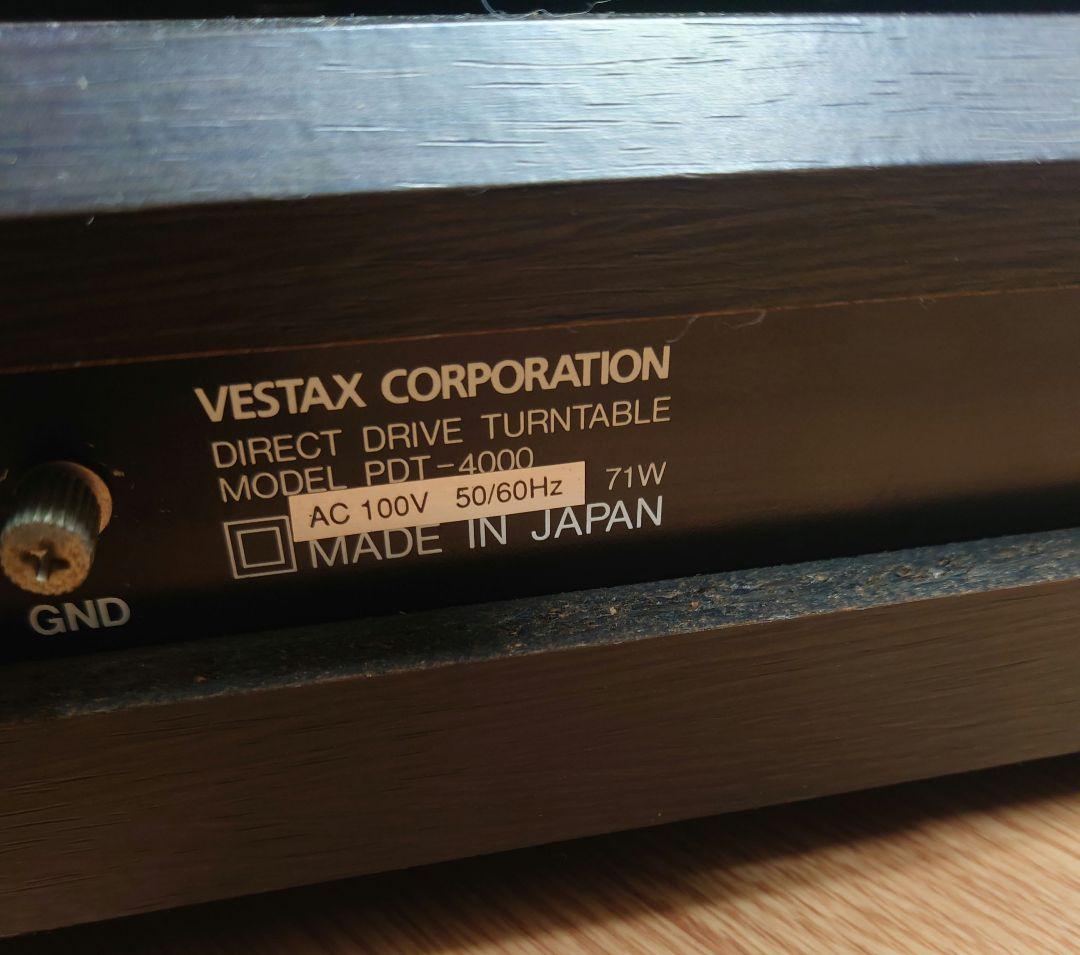 VESTAX CORPORATION
DIRECT DRIVE TURNTABLE
MODEL PDT-4000
AC 100V 50/60Hz 71W
MADE IN JAPAN
GND